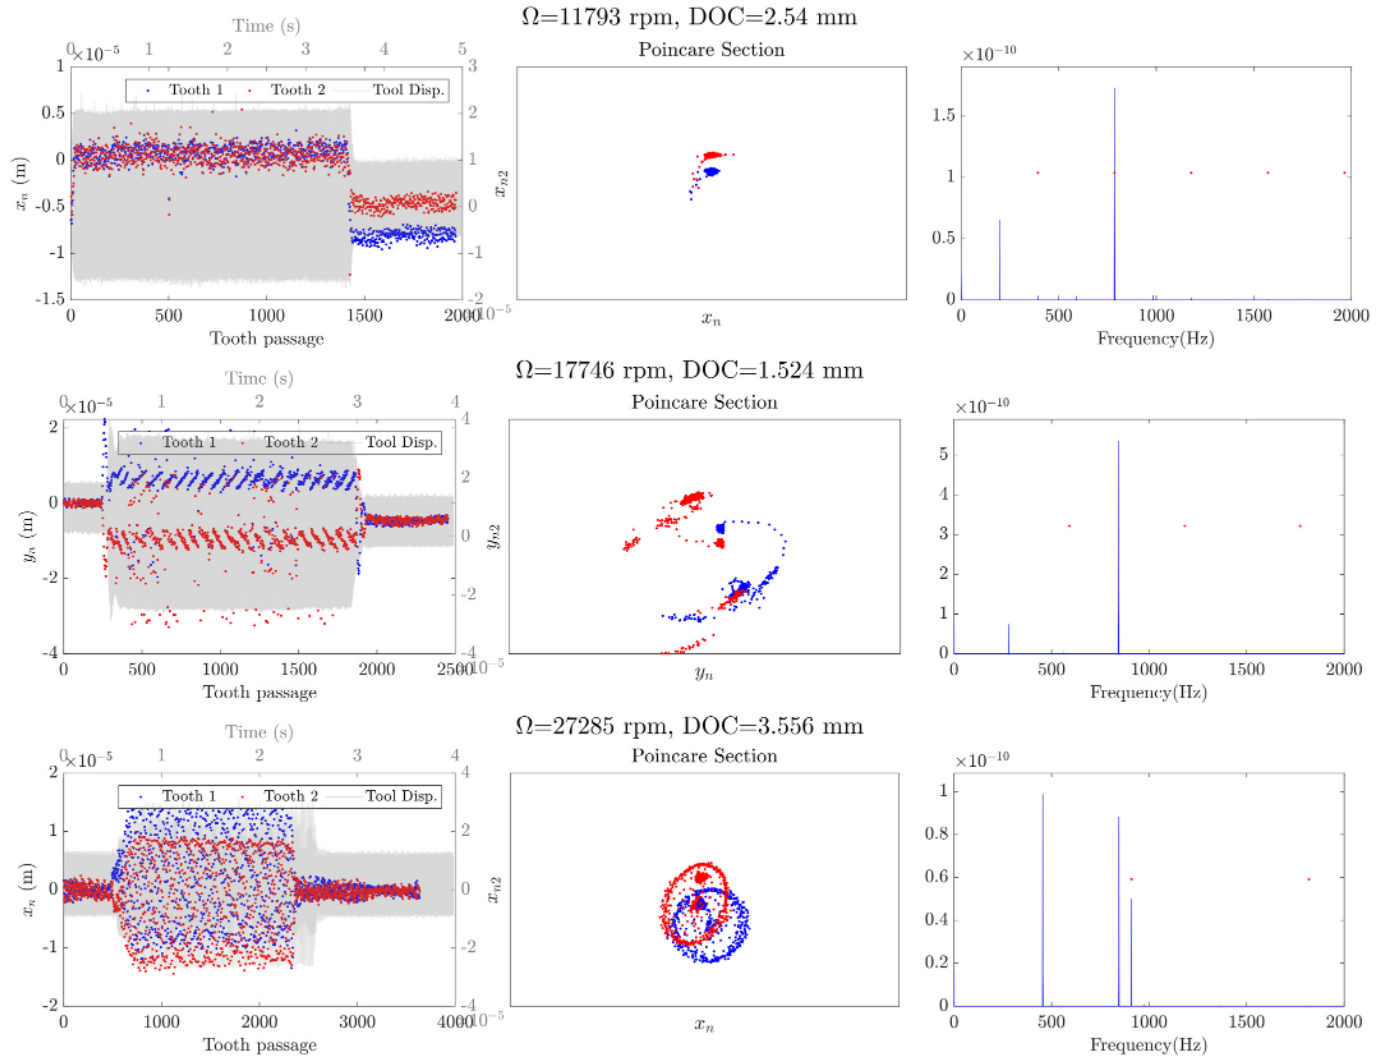 Ω=11793 rpm, DOC=2.54 mm
Time (s)
0 1 2 3 4 5
×10⁻⁵
1
0.5
0
-0.5
-1
-1.5
xₙ (m)
Tooth 1 Tooth 2 Tool Disp.
3
2
1
0
-1
-2
×10⁻⁵
0 500 1000 1500 2000
Tooth passage
Poincare Section
xₙ₂
xₙ
×10⁻¹⁰
1.5
1
0.5
0
0 500 1000 1500 2000
Frequency(Hz)
Ω=17746 rpm, DOC=1.524 mm
Time (s)
0 1 2 3 4
×10⁻⁵
2
0
-2
-4
yₙ (m)
Tooth 1 Tooth 2 Tool Disp.
4
2
0
-2
-4
×10⁻⁵
0 500 1000 1500 2000 2500
Tooth passage
Poincare Section
yₙ₂
yₙ
×10⁻¹⁰
5
4
3
2
1
0
0 500 1000 1500 2000
Frequency(Hz)
Ω=27285 rpm, DOC=3.556 mm
Time (s)
0 1 2 3 4
×10⁻⁵
2
1
0
-1
-2
xₙ (m)
Tooth 1 Tooth 2 Tool Disp.
4
2
0
-2
-4
×10⁻⁵
0 1000 2000 3000 4000
Tooth passage
Poincare Section
xₙ₂
xₙ
×10⁻¹⁰
1
0.8
0.6
0.4
0.2
0
0 500 1000 1500 2000
Frequency(Hz)